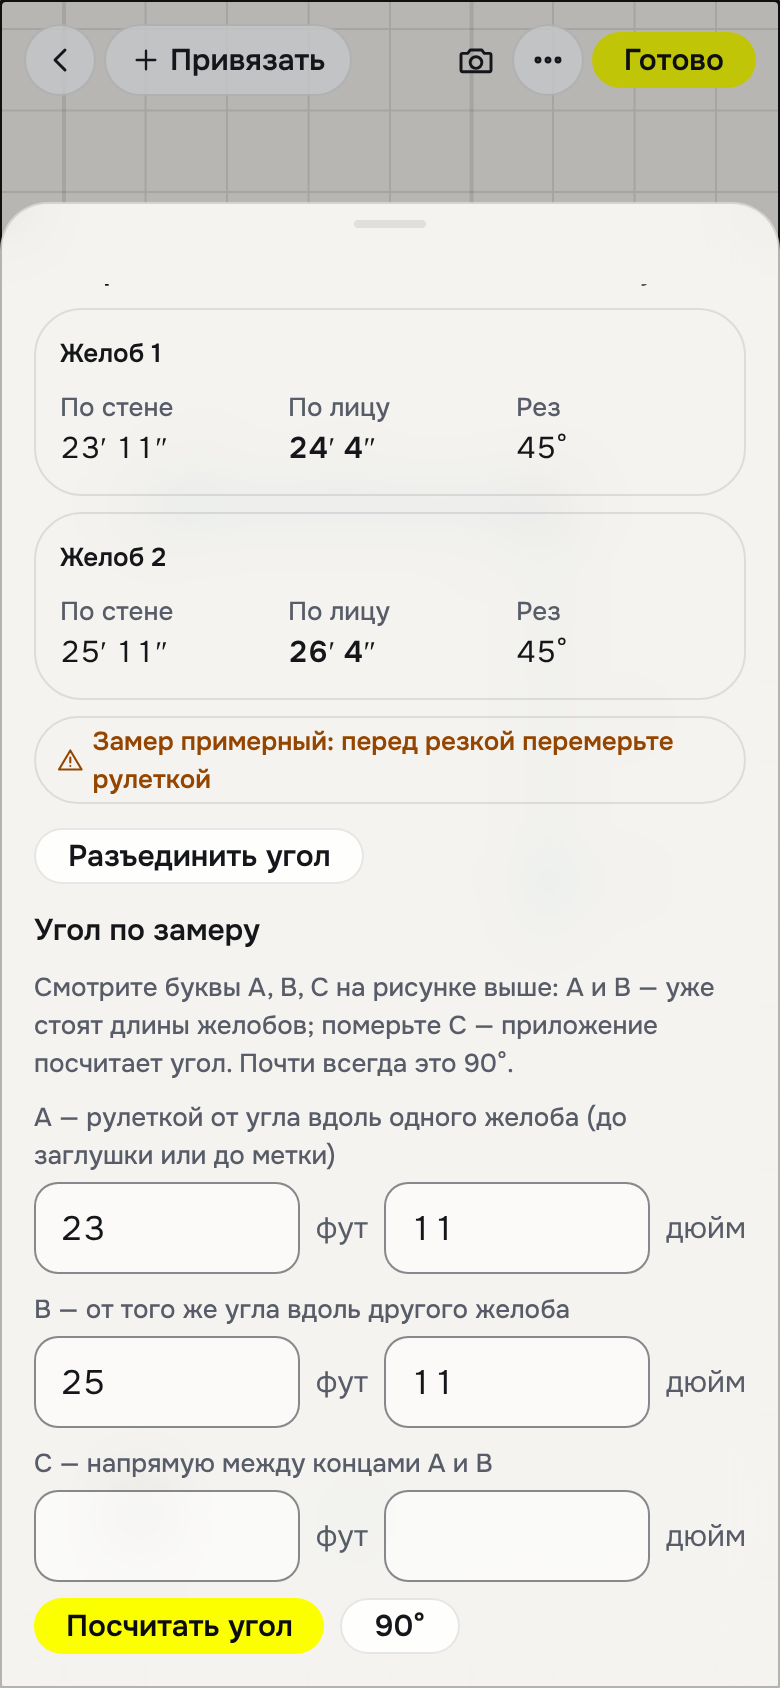 Привязать
Готово
Желоб 1
По стене По лицу Рез
23′ 11″ 24′ 4″ 45°
Желоб 2
По стене По лицу Рез
25′ 11″ 26′ 4″ 45°
Замер примерный: перед резкой перемерьте
рулеткой
Разъединить угол
Угол по замеру
Смотрите буквы A, B, C на рисунке выше: A и B — уже
стоят длины желобов; померьте C — приложение
посчитает угол. Почти всегда это 90°.
A — рулеткой от угла вдоль одного желоба (до
заглушки или до метки)
23 фут 11 дюйм
B — от того же угла вдоль другого желоба
25 фут 11 дюйм
C — напрямую между концами A и B
фут дюйм
Посчитать угол 90°